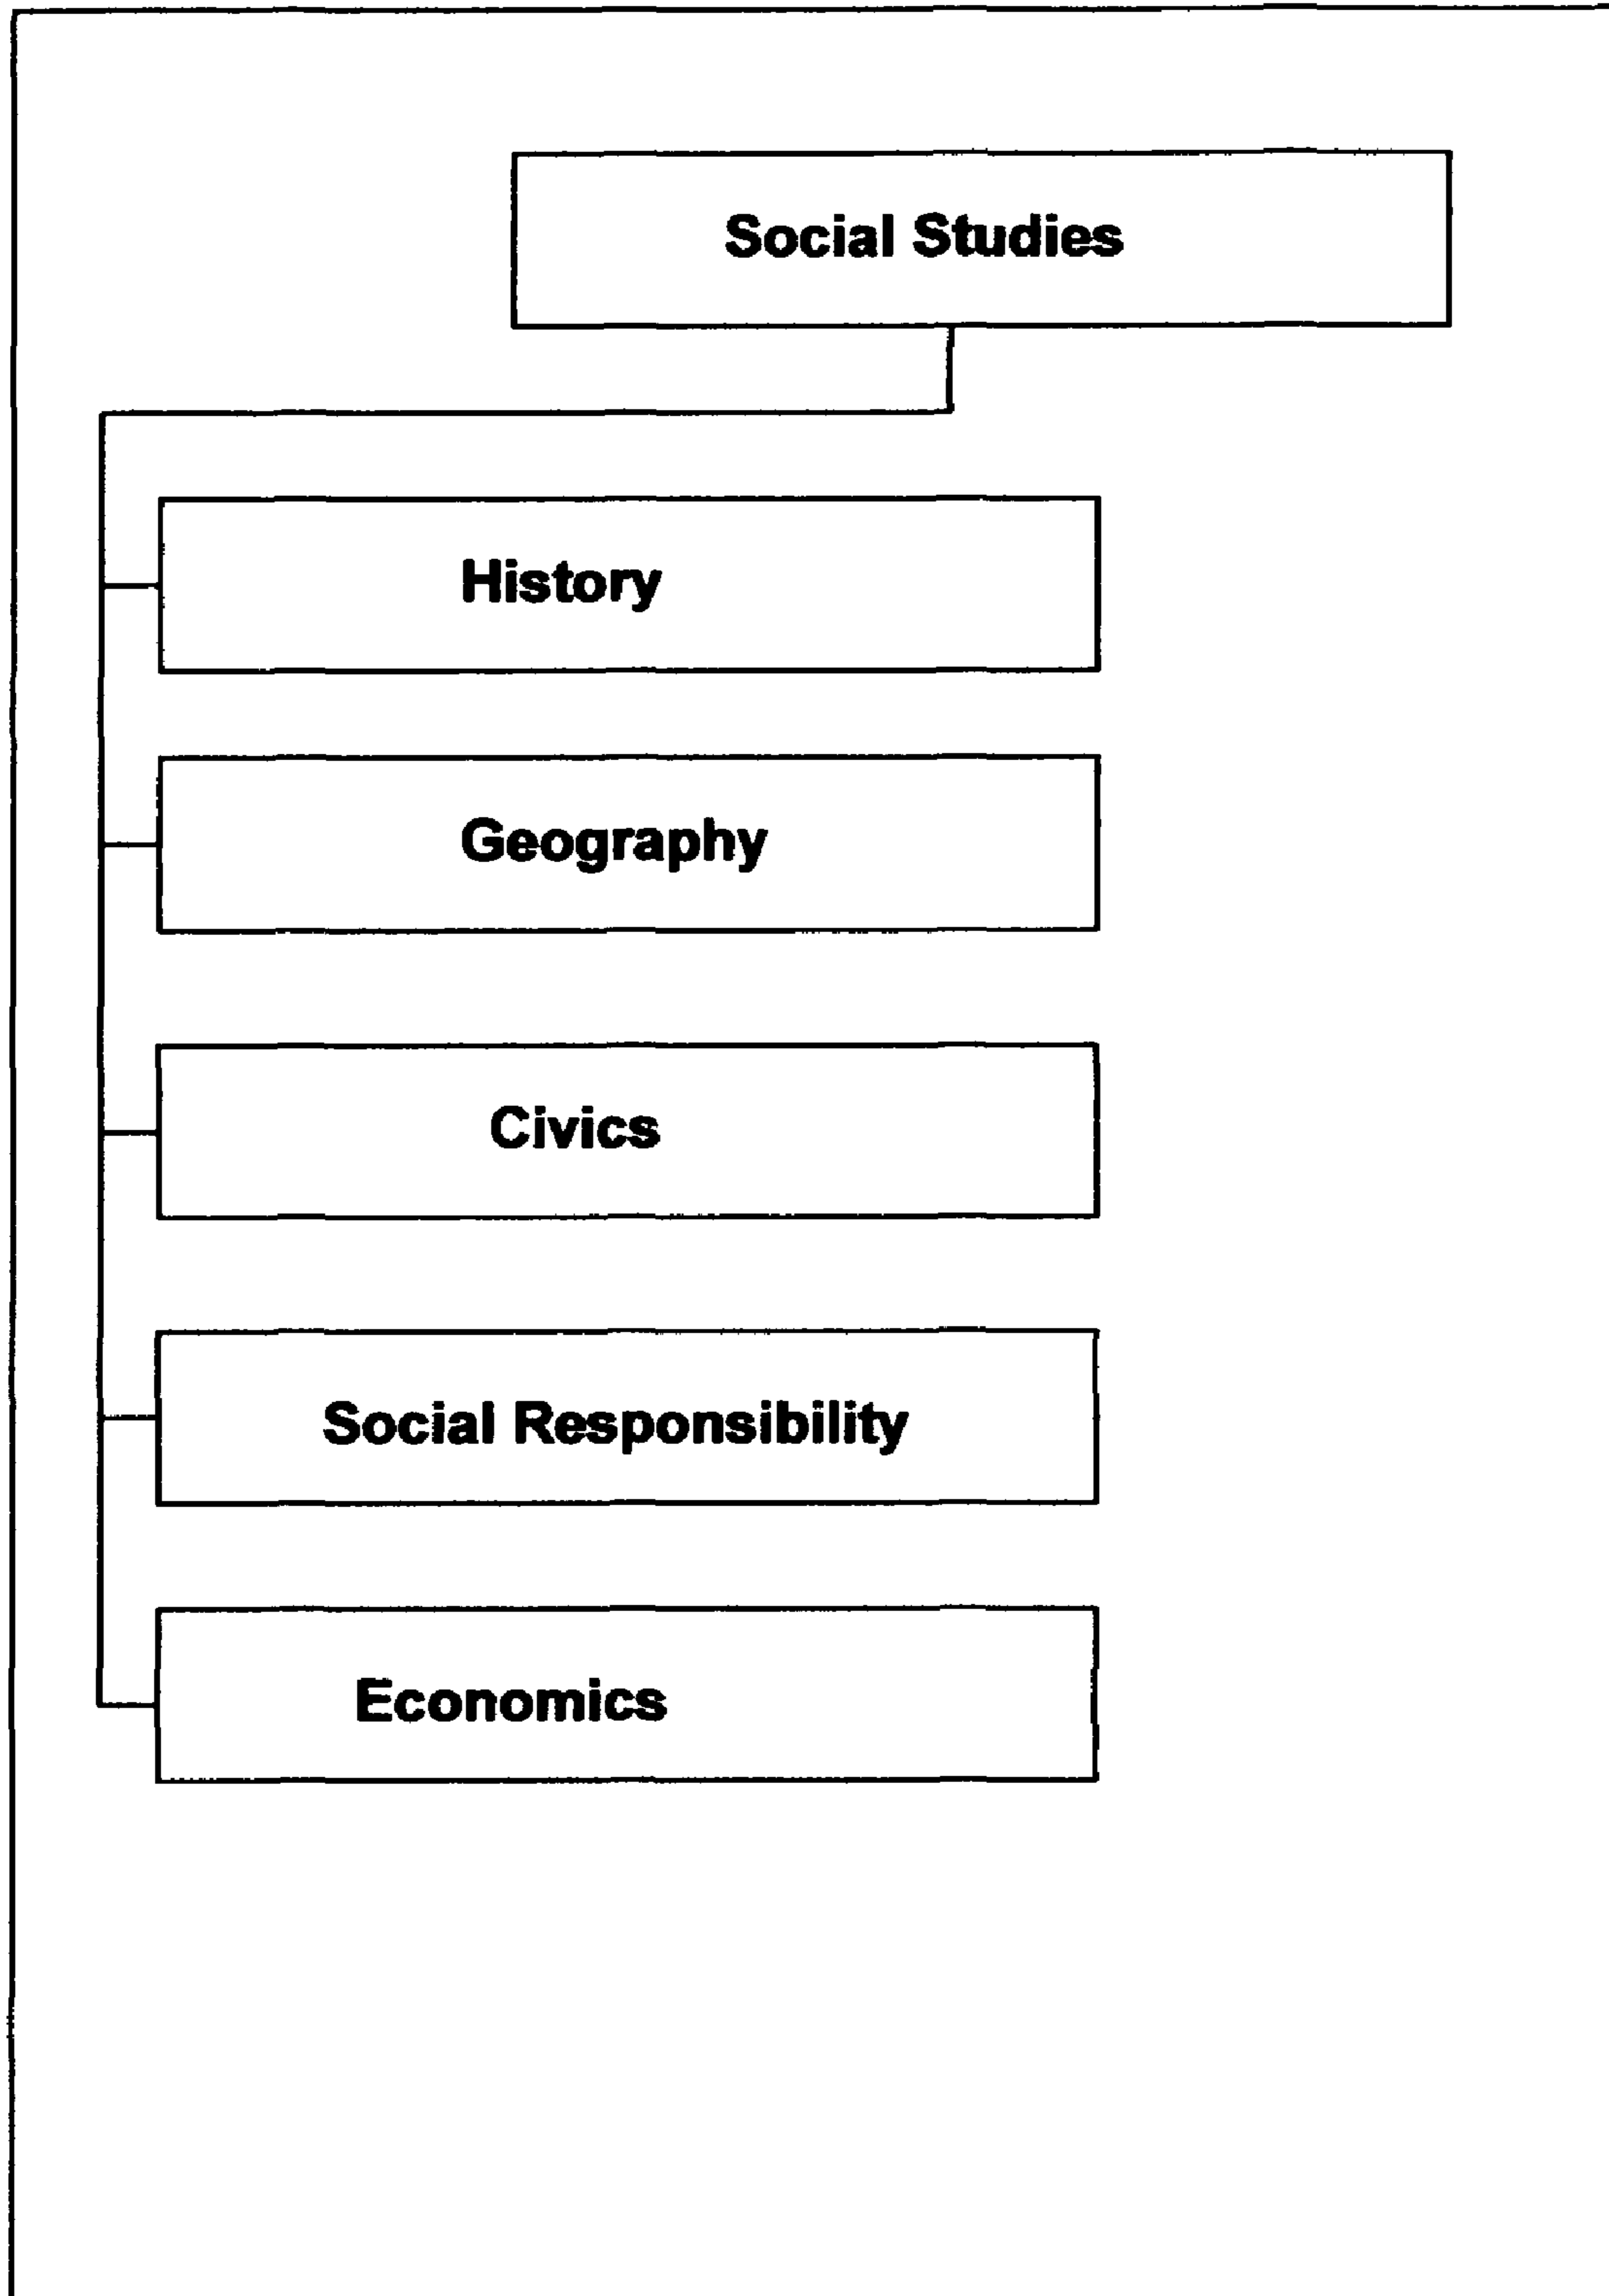 Social Studies
History
Geography
Civics
Social Responsibility
Economics